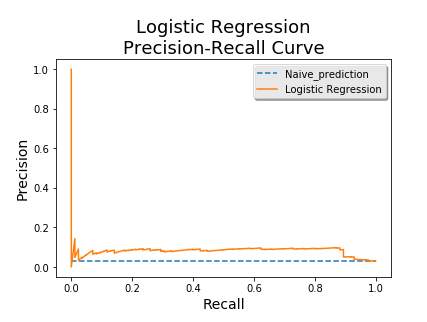 Logistic Regression
Precision-Recall Curve
Naive_prediction
Logistic Regression
Precision
1.0
0.8
0.6
0.4
0.2
0.0
0.0 0.2 0.4 0.6 0.8 1.0
Recall